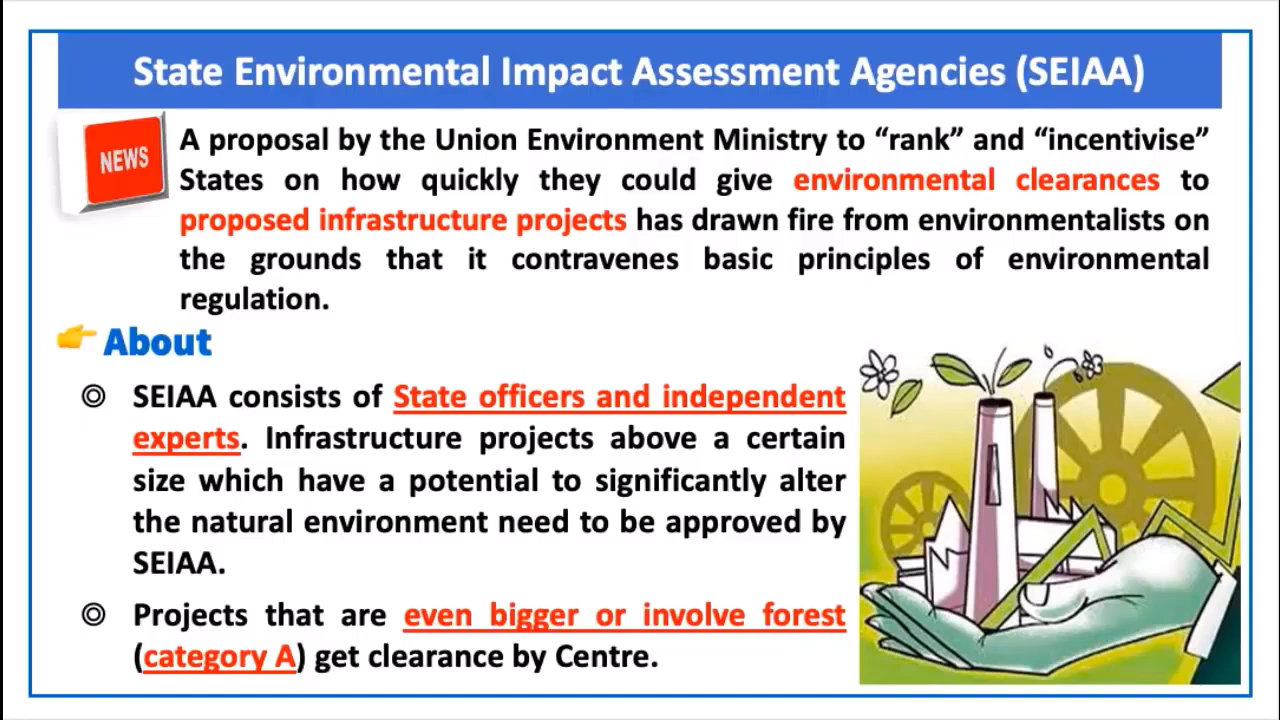 State Environmental Impact Assessment Agencies (SEIAA)
NEWS
A proposal by the Union Environment Ministry to “rank” and “incentivise”
States on how quickly they could give environmental clearances to
proposed infrastructure projects has drawn fire from environmentalists on
the grounds that it contravenes basic principles of environmental
regulation.
About
SEIAA consists of State officers and independent
experts. Infrastructure projects above a certain
size which have a potential to significantly alter
the natural environment need to be approved by
SEIAA.
Projects that are even bigger or involve forest
(category A) get clearance by Centre.